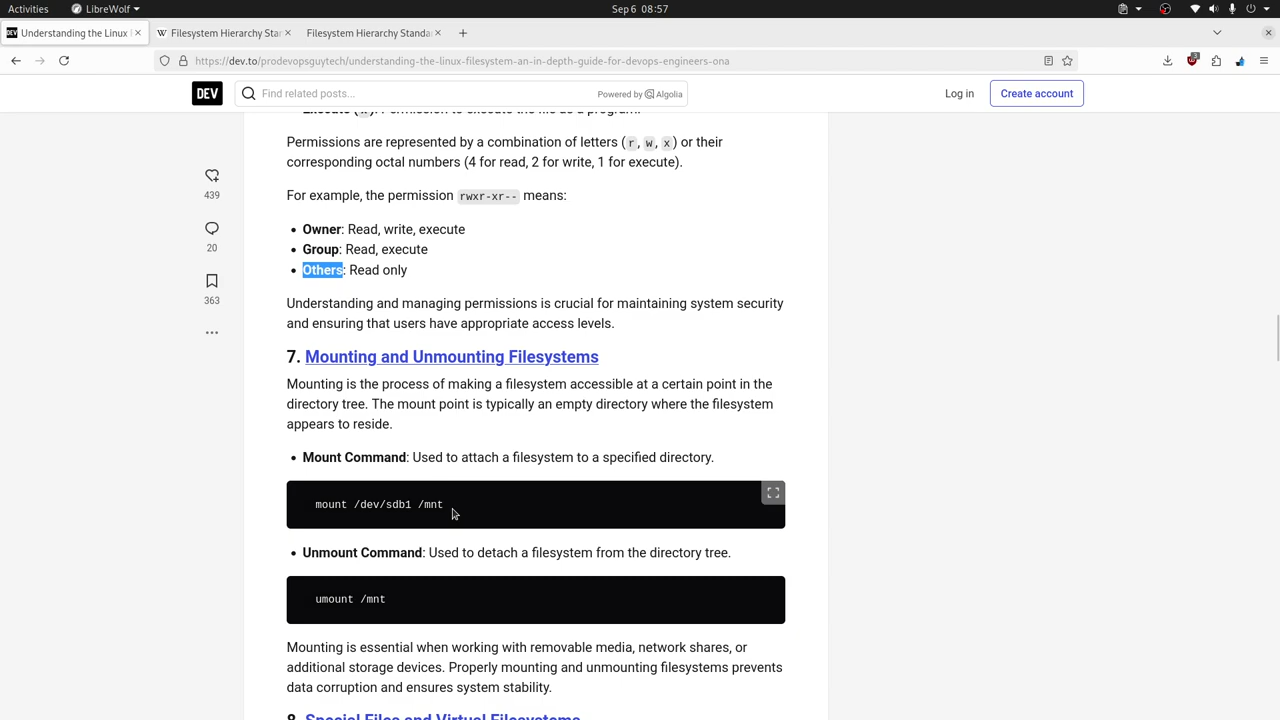 Activities
LibreWolf
Sep 6 08:57
Understanding the Linux
Filesystem Hierarchy Sta
Filesystem Hierarchy Standa
https://dev.to/prodevopsguytech/understanding-the-linux-filesystem-an-in-depth-guide-for-devops-engineers-ona
3
DEV
Find related posts...
Powered by Algolia
Log in
Create account
Permissions are represented by a combination of letters (r, w, x) or their
corresponding octal numbers (4 for read, 2 for write, 1 for execute).
For example, the permission rwxr-xr-- means:
• Owner: Read, write, execute
• Group: Read, execute
• Others: Read only
Understanding and managing permissions is crucial for maintaining system security
and ensuring that users have appropriate access levels.
439
20
363
7. Mounting and Unmounting Filesystems
Mounting is the process of making a filesystem accessible at a certain point in the
directory tree. The mount point is typically an empty directory where the filesystem
appears to reside.
• Mount Command: Used to attach a filesystem to a specified directory.
mount /dev/sdb1 /mnt
• Unmount Command: Used to detach a filesystem from the directory tree.
umount /mnt
Mounting is essential when working with removable media, network shares, or
additional storage devices. Properly mounting and unmounting filesystems prevents
data corruption and ensures system stability.
8. Special Files and Virtual Filesystems